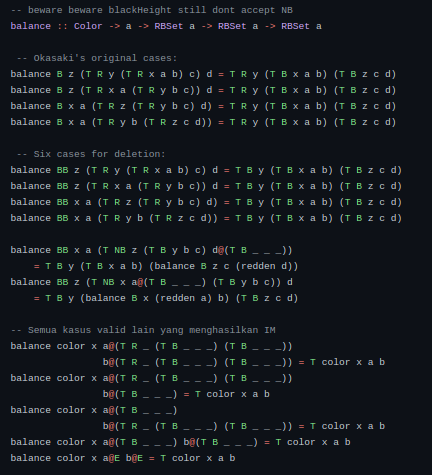 -- beware beware blackHeight still dont accept NB
balance :: Color -> a -> RBSet a -> RBSet a -> RBSet a
-- Okasaki's original cases:
balance B z (T R y (T R x a b) c) d = T R y (T B x a b) (T B z c d)
balance B z (T R x a (T R y b c)) d = T R y (T B x a b) (T B z c d)
balance B x a (T R z (T R y b c) d) = T R y (T B x a b) (T B z c d)
balance B x a (T R y b (T R z c d)) = T R y (T B x a b) (T B z c d)
-- Six cases for deletion:
balance BB z (T R y (T R x a b) c) d = T B y (T B x a b) (T B z c d)
balance BB z (T R x a (T R y b c)) d = T B y (T B x a b) (T B z c d)
balance BB x a (T R z (T R y b c) d) = T B y (T B x a b) (T B z c d)
balance BB x a (T R y b (T R z c d)) = T B y (T B x a b) (T B z c d)
balance BB x a (T NB z (T B y b c) d@(T B _ _ _))
= T B y (T B x a b) (balance B z c (redden d))
balance BB z (T NB x a@(T B _ _ _) (T B y b c)) d
= T B y (balance B x (redden a) b) (T B z c d)
-- Semua kasus valid lain yang menghasilkan IM
balance color x a@(T R _ (T B _ _ _) (T B _ _ _))
b@(T R _ (T B _ _ _) (T B _ _ _)) = T color x a b
balance color x a@(T R _ (T B _ _ _) (T B _ _ _))
b@(T B _ _ _) = T color x a b
balance color x a@(T B _ _ _)
b@(T R _ (T B _ _ _) (T B _ _ _)) = T color x a b
balance color x a@(T B _ _ _) b@(T B _ _ _) = T color x a b
balance color x a@E b@E = T color x a b